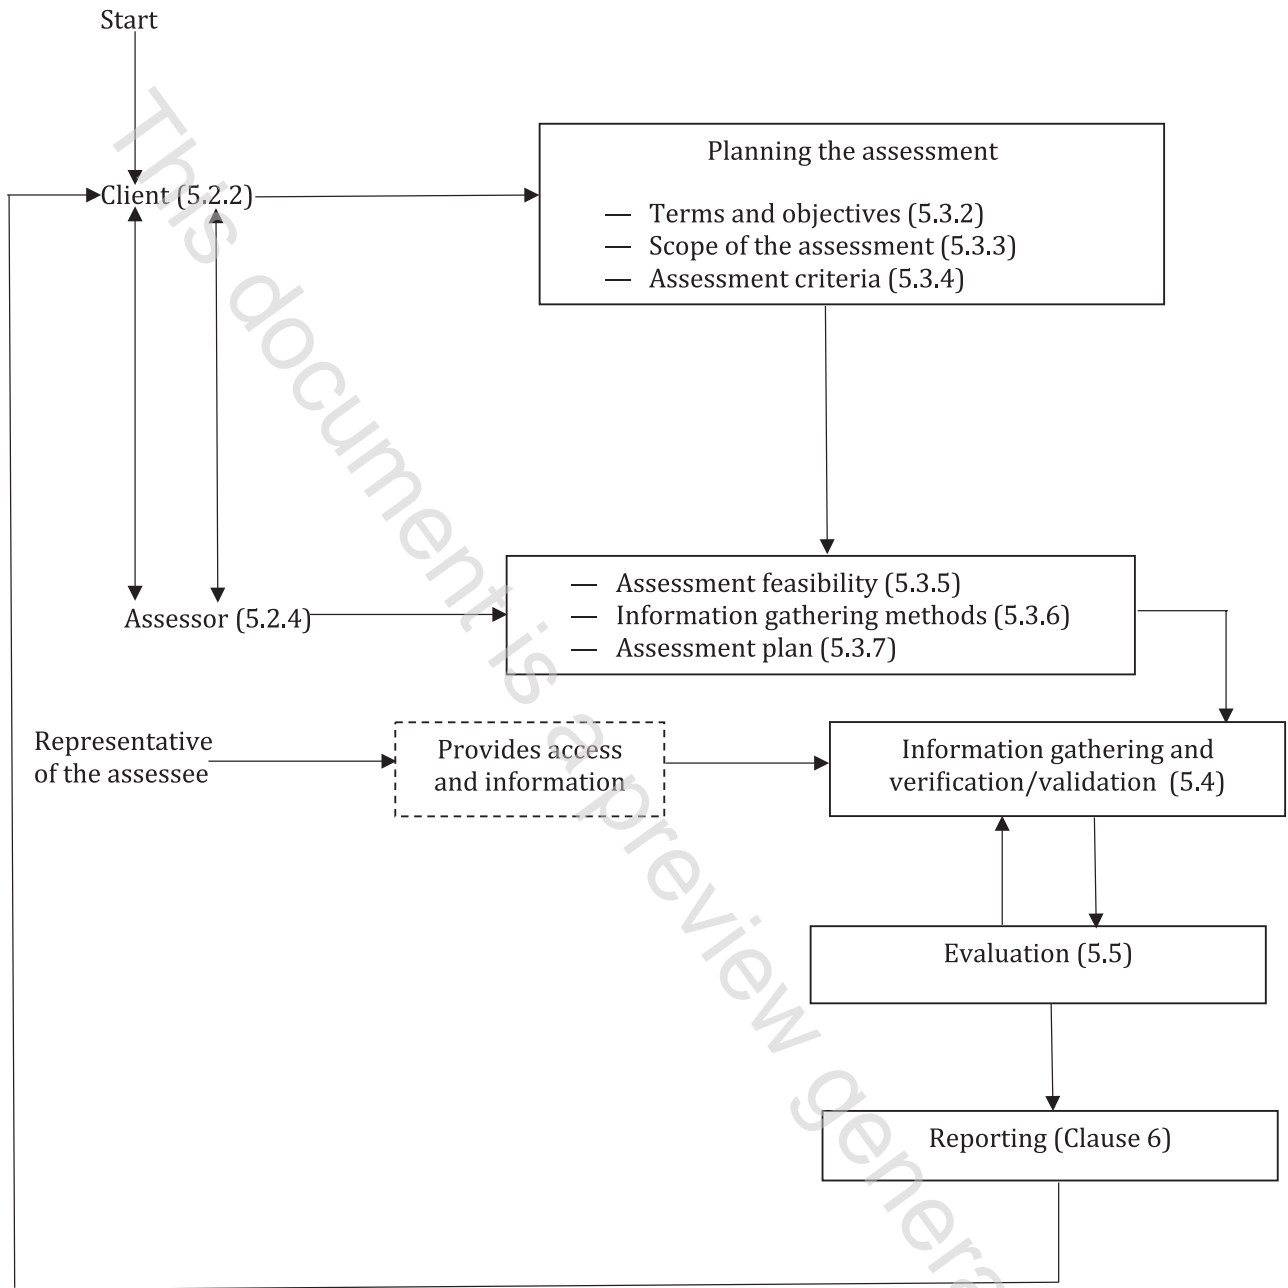 Start
Client (5.2.2)
Planning the assessment
— Terms and objectives (5.3.2)
— Scope of the assessment (5.3.3)
— Assessment criteria (5.3.4)
Assessor (5.2.4)
— Assessment feasibility (5.3.5)
— Information gathering methods (5.3.6)
— Assessment plan (5.3.7)
Representative
of the assessee
Provides access
and information
Information gathering and
verification/validation (5.4)
Evaluation (5.5)
Reporting (Clause 6)
This document is a preview genera